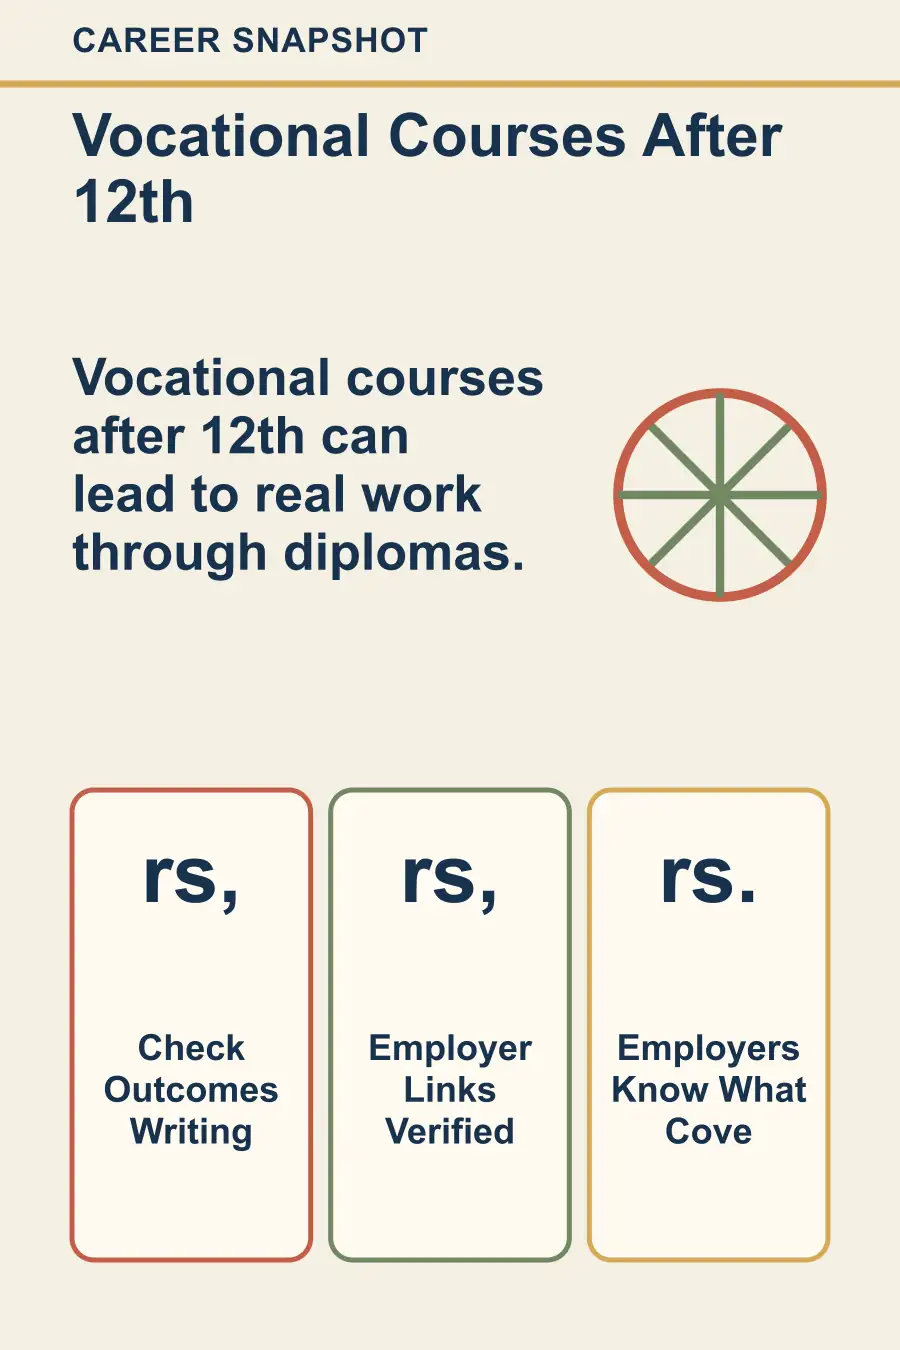 CAREER SNAPSHOT
Vocational Courses After
12th
Vocational courses
after 12th can
lead to real work
through diplomas.
rs,
Check
Outcomes
Writing
rs,
Employer
Links
Verified
rs.
Employers
Know What
Cove